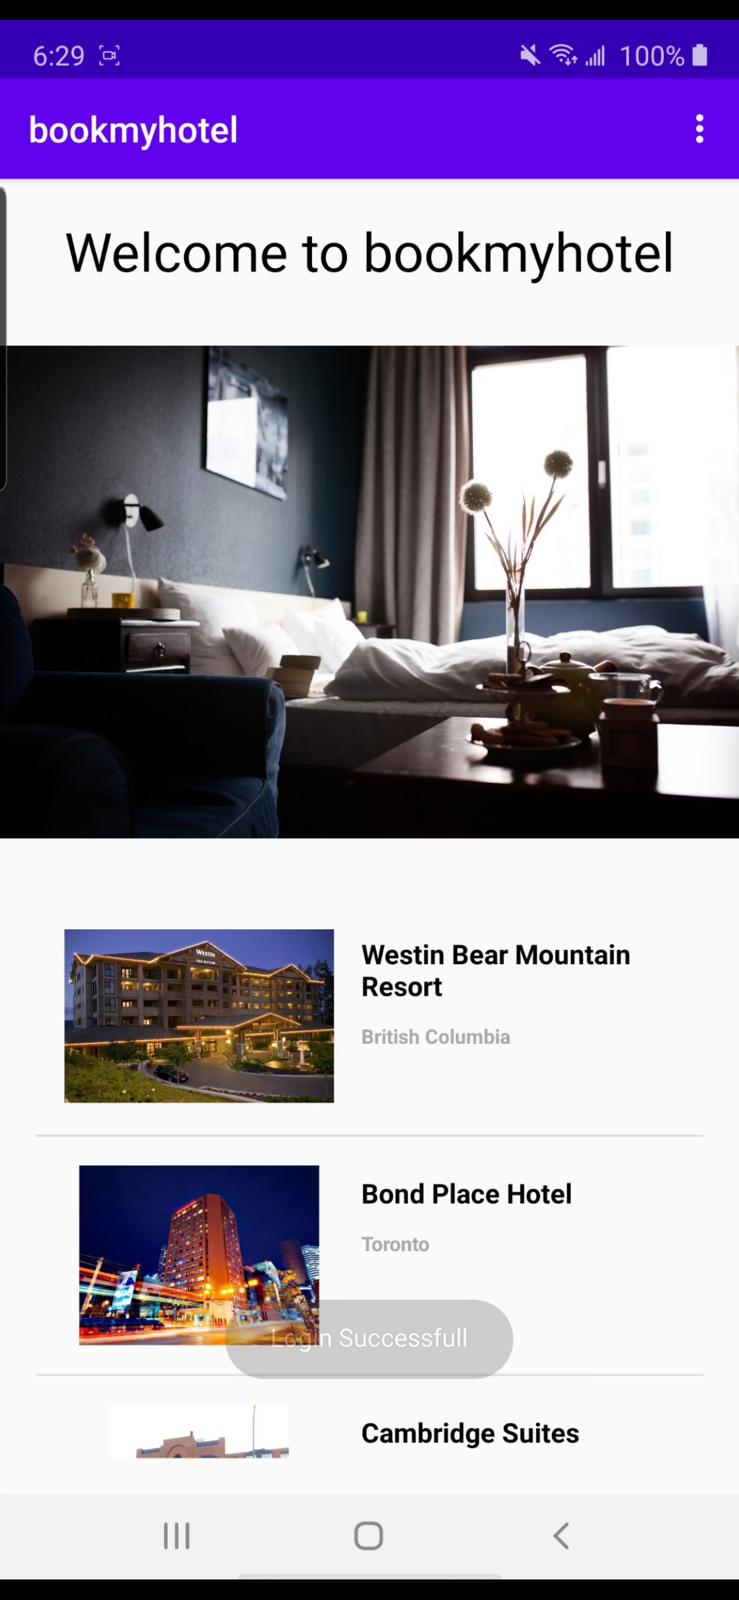 6:29 100%
bookmyhotel
Welcome to bookmyhotel
WESTIN
Westin Bear Mountain
Resort
British Columbia
Bond Place Hotel
Toronto
Login Successfull
Cambridge Suites